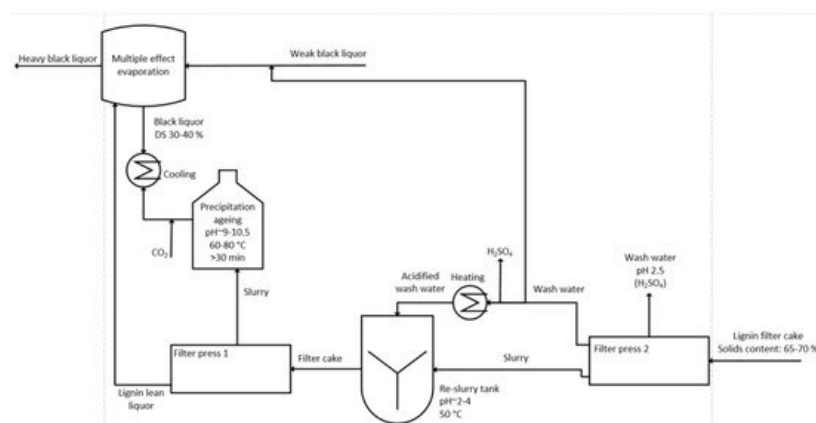 Weak black liquor
Heavy black liquor
Multiple effect
evaporation
Black liquor
DS 30-40 %
Cooling
Precipitation
ageing
pH~9-10.5
60-80 °C
>30 min
CO₂
Slurry
H₂SO₄
Acidified
wash water
Heating
Wash water
Wash water
pH 2.5
(H₂SO₄)
Lignin filter cake
Solids content: 65-70 %
Filter press 1
Filter cake
Slurry
Filter press 2
Lignin lean
liquor
Re-slurry tank
pH~2-4
50 °C